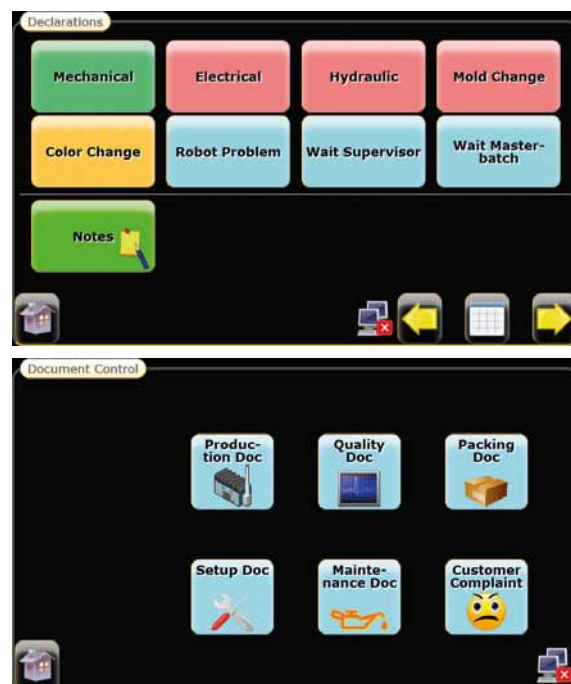 Declarations
Mechanical
Electrical
Hydraulic
Mold Change
Color Change
Robot Problem
Wait Supervisor
Wait Master-
batch
Notes
Document Control
Produc-
tion Doc
Quality
Doc
Packing
Doc
Setup Doc
Mainte-
nance Doc
Customer
Complaint